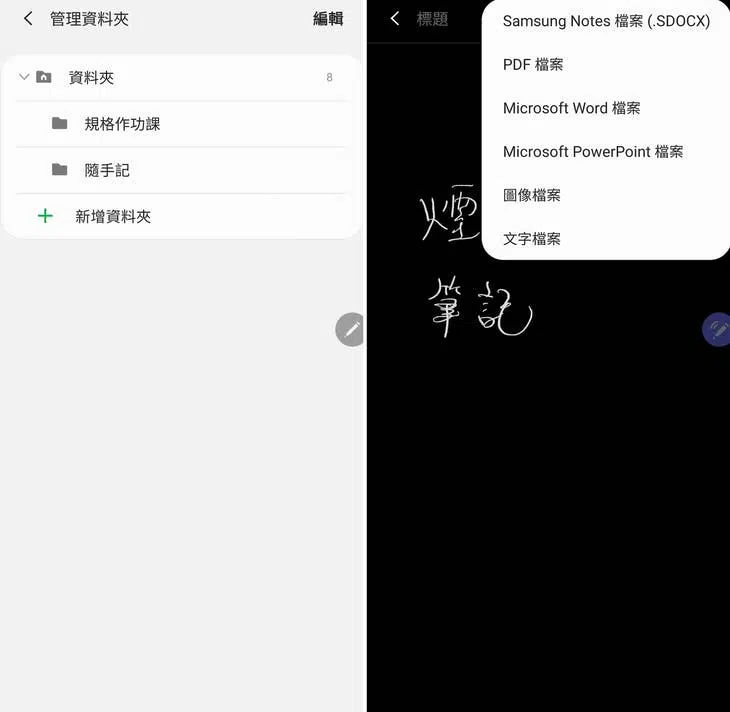 管理資料夾
編輯
資料夾
8
規格作功課
隨手記
新增資料夾
標題
Samsung Notes 檔案 (.SDOCX)
PDF 檔案
Microsoft Word 檔案
Microsoft PowerPoint 檔案
圖像檔案
文字檔案
煙
筆記